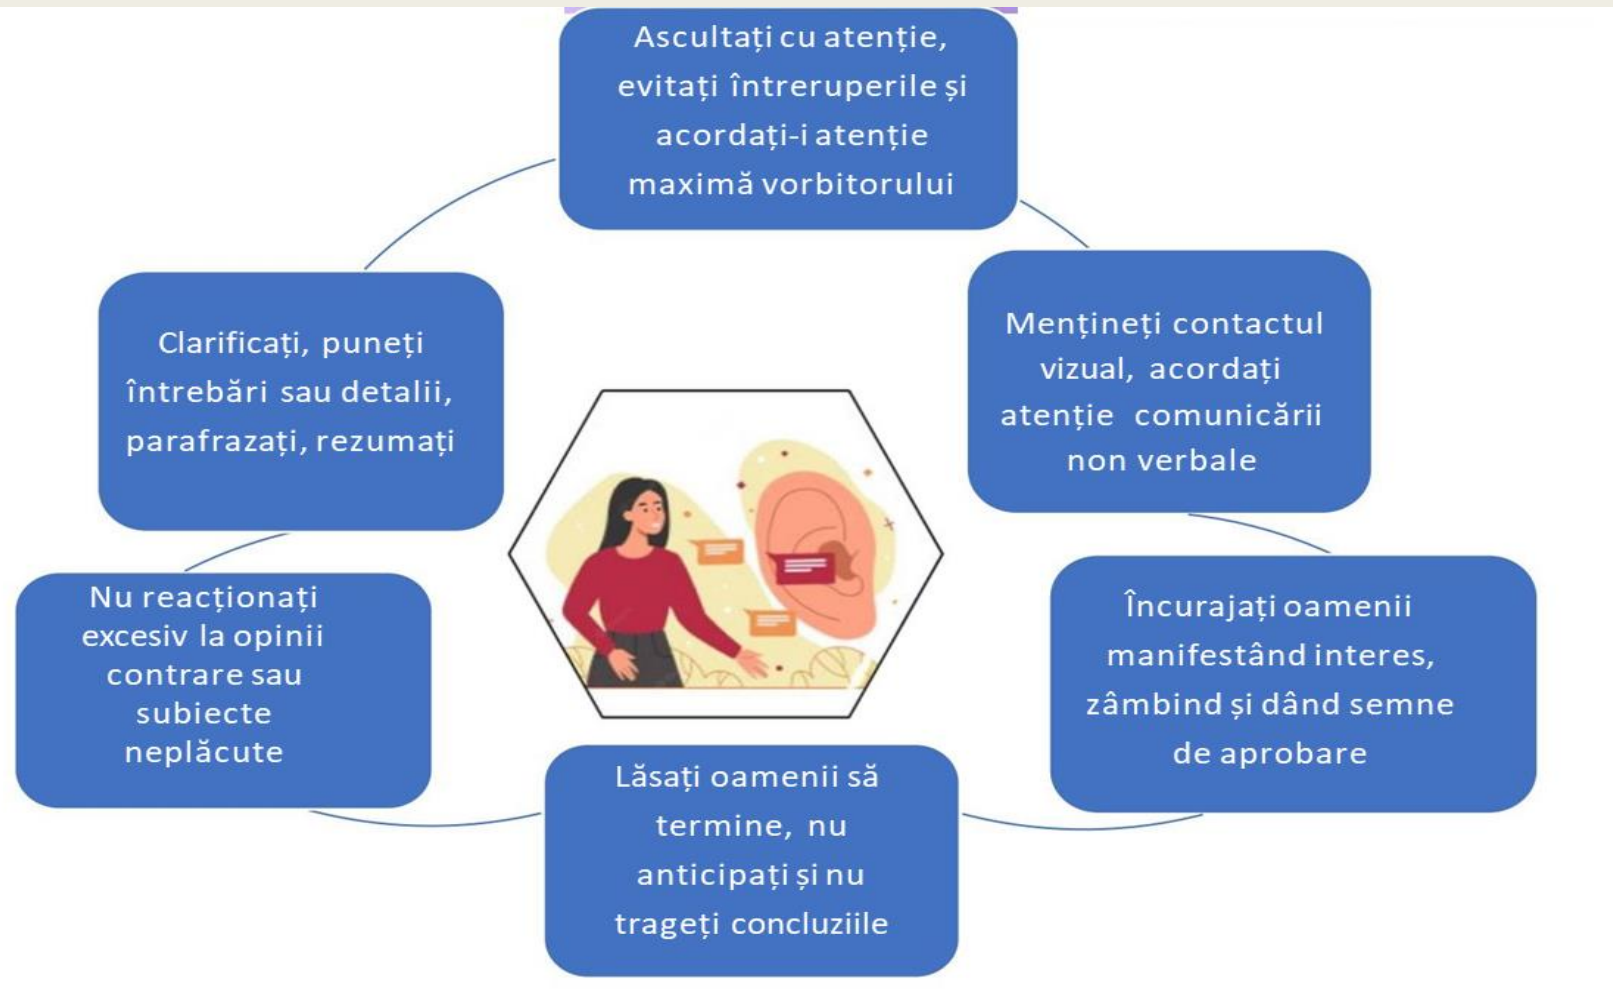 Ascultați cu atenție,
evitați întreruperile și
acordați-i atenție
maximă vorbitorului
Mențineți contactul
vizual, acordați
atenție comunicării
non verbale
Încurajați oamenii
manifestând interes,
zâmbind și dând semne
de aprobare
Lăsați oamenii să
termine, nu
anticipați și nu
trageți concluziile
Nu reacționați
excesiv la opinii
contrare sau
subiecte
neplăcute
Clarificați, puneți
întrebări sau detalii,
parafrazați, rezumați